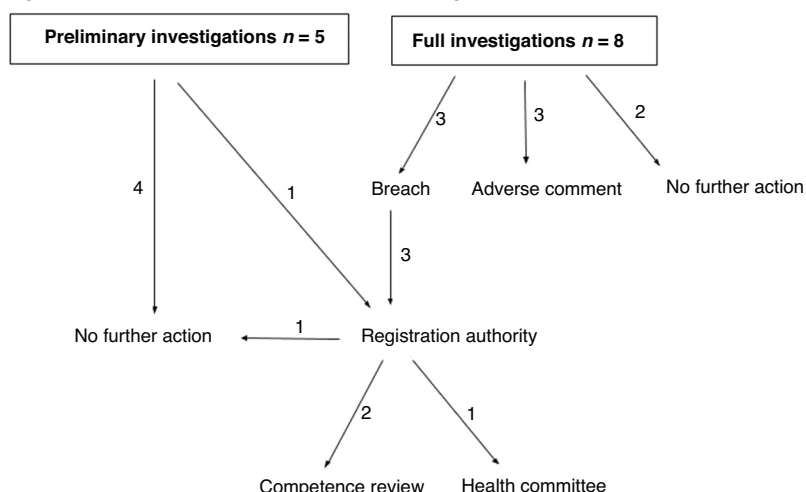 Preliminary investigations n = 5
Full investigations n = 8
3
3
2
4
1
Breach
Adverse comment
No further action
3
No further action
1
Registration authority
2
1
Competence review
Health committee